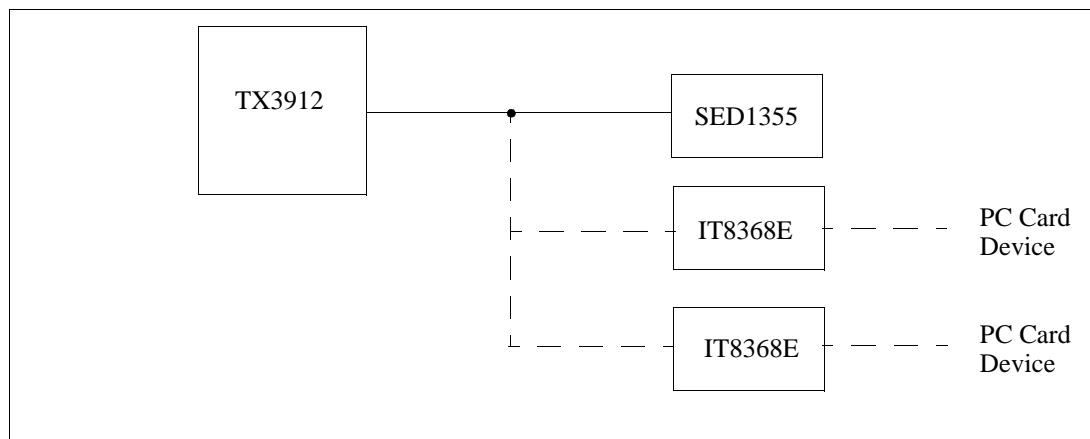 TX3912
SED1355
IT8368E
PC Card
Device
IT8368E
PC Card
Device